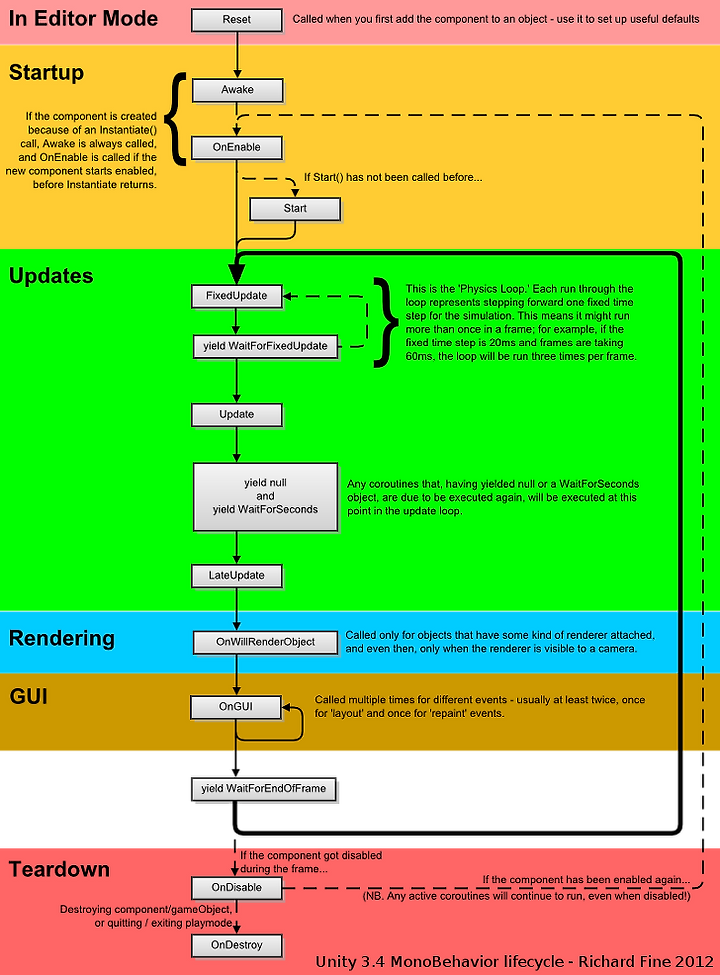 In Editor Mode
Reset
Called when you first add the component to an object - use it to set up useful defaults
Startup
Awake
If the component is created
because of an Instantiate()
call, Awake is always called,
and OnEnable is called if the
new component starts enabled,
before Instantiate returns.
OnEnable
If Start() has not been called before...
Start
Updates
FixedUpdate
This is the 'Physics Loop.' Each run through the
loop represents stepping forward one fixed time
step for the simulation. This means it might run
more than once in a frame; for example, if the
fixed time step is 20ms and frames are taking
60ms, the loop will be run three times per frame.
yield WaitForFixedUpdate
Update
yield null
and
yield WaitForSeconds
Any coroutines that, having yielded null or a WaitForSeconds
object, are due to be executed again, will be executed at this
point in the update loop.
LateUpdate
Rendering
OnWillRenderObject
Called only for objects that have some kind of renderer attached,
and even then, only when the renderer is visible to a camera.
GUI
OnGUI
Called multiple times for different events - usually at least twice, once
for 'layout' and once for 'repaint' events.
yield WaitForEndOfFrame
Teardown
If the component got disabled
during the frame...
OnDisable
If the component has been enabled again...
(NB. Any active coroutines will continue to run, even when disabled!)
Destroying component/gameObject,
or quitting / exiting playmode
OnDestroy
Unity 3.4 MonoBehavior lifecycle - Richard Fine 2012